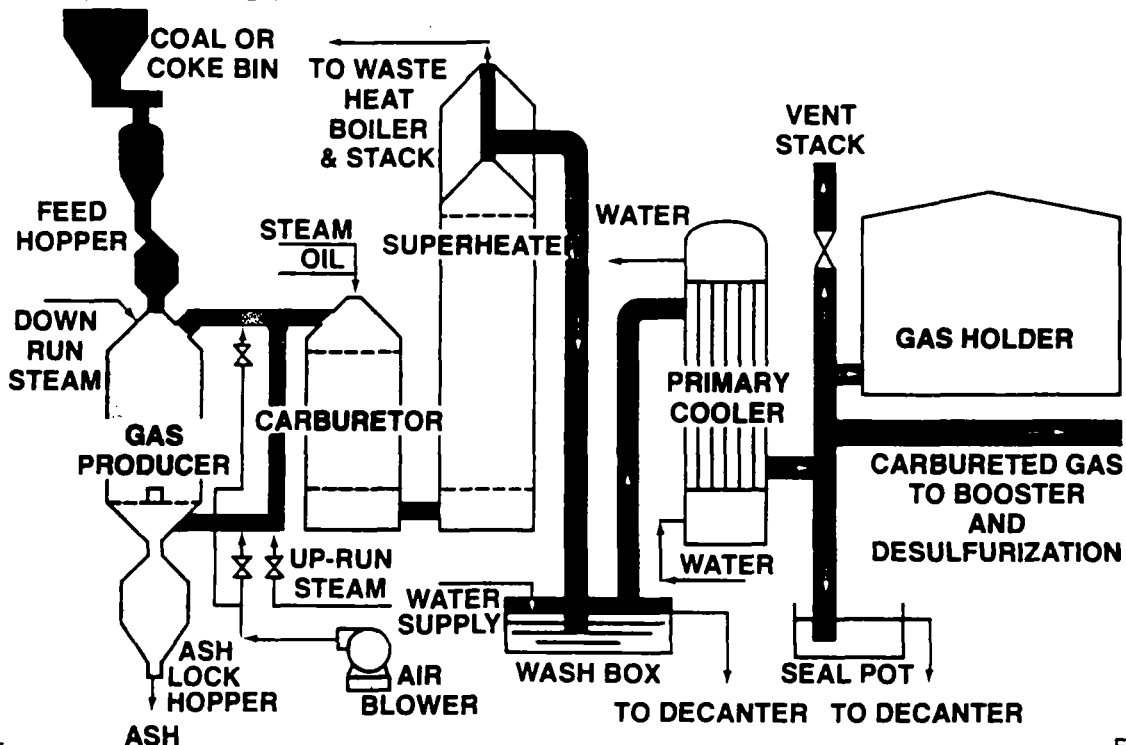 COAL OR
COKE BIN
TO WASTE
HEAT
BOILER
& STACK
VENT
STACK
FEED
HOPPER
STEAM
OIL
SUPERHEATER
WATER
DOWN
RUN
STEAM
GAS HOLDER
CARBURETOR
PRIMARY
COOLER
GAS
PRODUCER
CARBURETED GAS
TO BOOSTER
AND
DESULFURIZATION
UP-RUN
STEAM
WATER
WATER
SUPPLY
ASH
LOCK
HOPPER
AIR
BLOWER
WASH BOX
SEAL POT
TO DECANTER
TO DECANTER
ASH